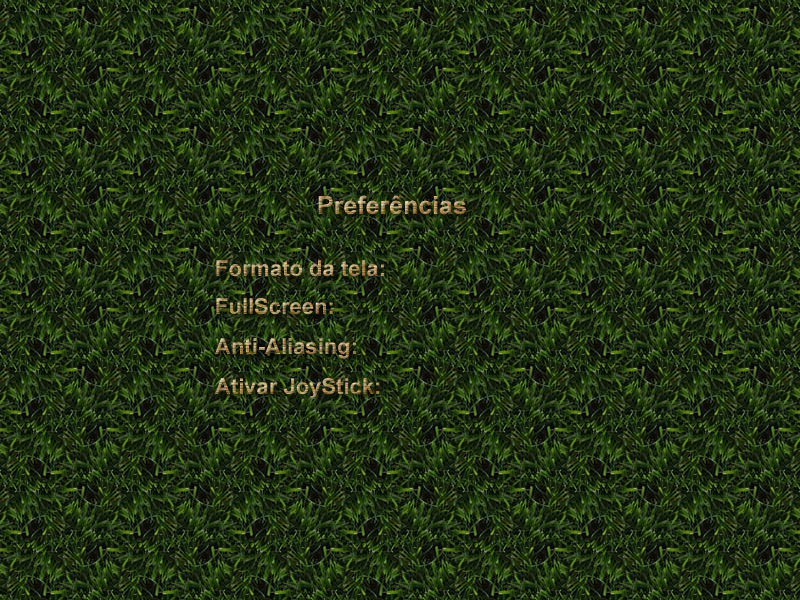 Preferências
Formato da tela:
FullScreen:
Anti-Aliasing:
Ativar JoyStick: